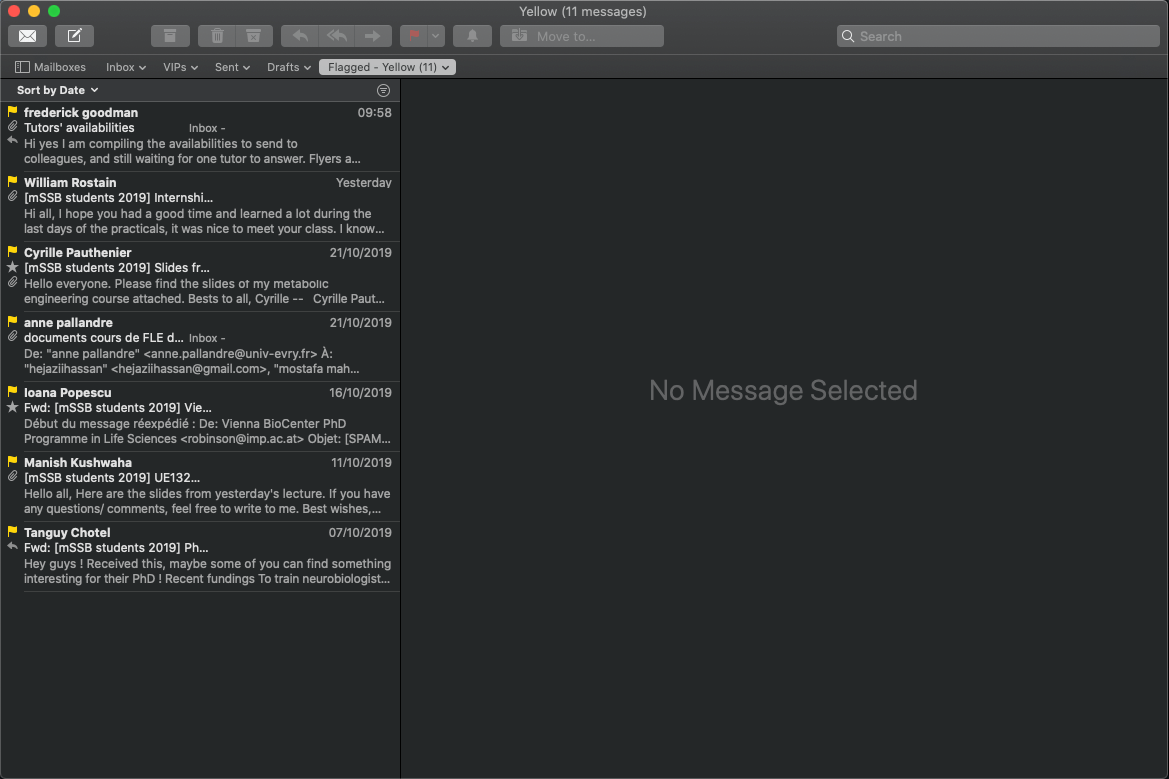 Yellow (11 messages)
Move to...
Search
Mailboxes Inbox VIPs Sent Drafts Flagged - Yellow (11)
Sort by Date
frederick goodman 09:58
Tutors' availabilities Inbox -
Hi yes I am compiling the availabilities to send to
colleagues, and still waiting for one tutor to answer. Flyers a...
William Rostain Yesterday
[mSSB students 2019] Internshi...
Hi all, I hope you had a good time and learned a lot during the
last days of the practicals, it was nice to meet your class. I know...
Cyrille Pauthenier 21/10/2019
[mSSB students 2019] Slides fr...
Hello everyone. Please find the slides of my metabolic
engineering course attached. Bests to all, Cyrille -- Cyrille Paut...
anne pallandre 21/10/2019
documents cours de FLE d... Inbox -
De: "anne pallandre" <anne.pallandre@univ-evry.fr> À:
"hejaziihassan" <hejaziihassan@gmail.com>, "mostafa mah...
Ioana Popescu 16/10/2019
Fwd: [mSSB students 2019] Vie...
Début du message réexpédié : De: Vienna BioCenter PhD
Programme in Life Sciences <robinson@imp.ac.at> Objet: [SPAM...
Manish Kushwaha 11/10/2019
[mSSB students 2019] UE132...
Hello all, Here are the slides from yesterday's lecture. If you have
any questions/ comments, feel free to write to me. Best wishes,...
Tanguy Chotel 07/10/2019
Fwd: [mSSB students 2019] Ph...
Hey guys ! Received this, maybe some of you can find something
interesting for their PhD ! Recent fundings To train neurobiologist...
No Message Selected